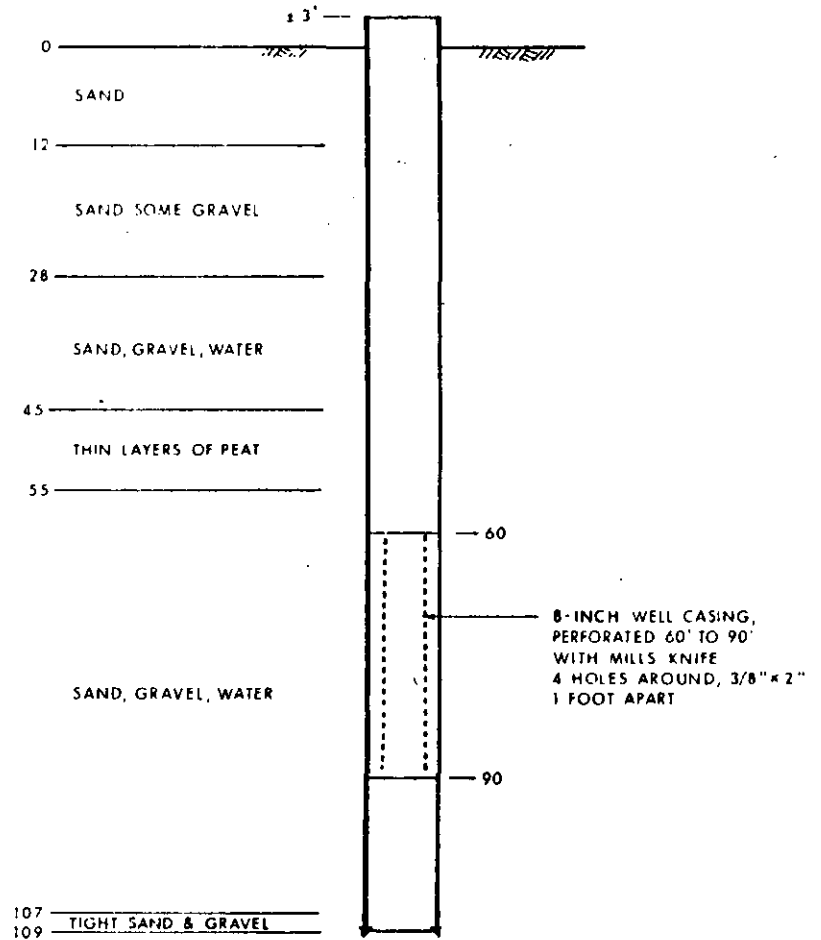 ± 3'
0
SAND
12
SAND SOME GRAVEL
28
SAND, GRAVEL, WATER
45
THIN LAYERS OF PEAT
55
60
8-INCH WELL CASING,
PERFORATED 60' TO 90'
WITH MILLS KNIFE
4 HOLES AROUND, 3/8" x 2"
1 FOOT APART
SAND, GRAVEL, WATER
90
107
TIGHT SAND & GRAVEL
109